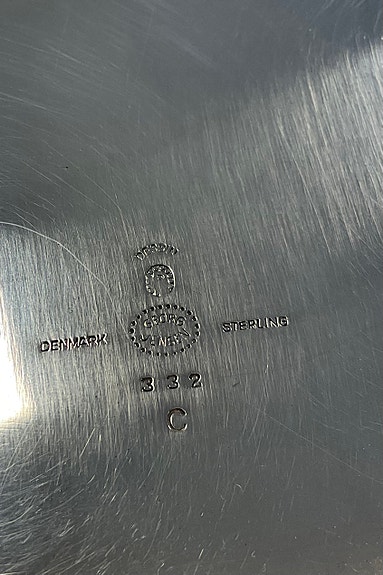 GEORG
DENMARK JENSEN STERLING
332
C